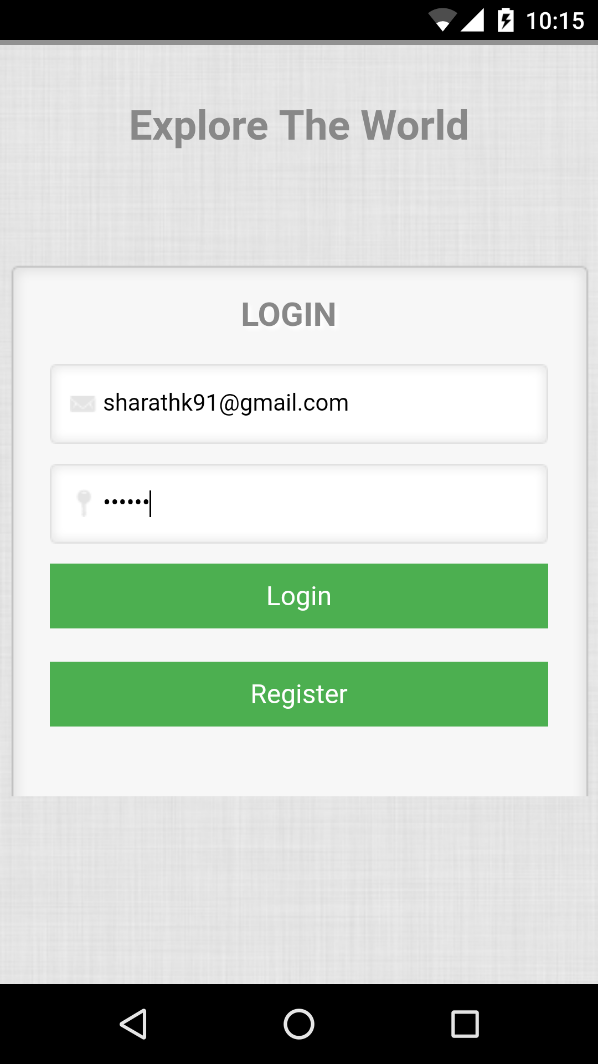 10:15
Explore The World
LOGIN
sharathk91@gmail.com
••••••
Login
Register